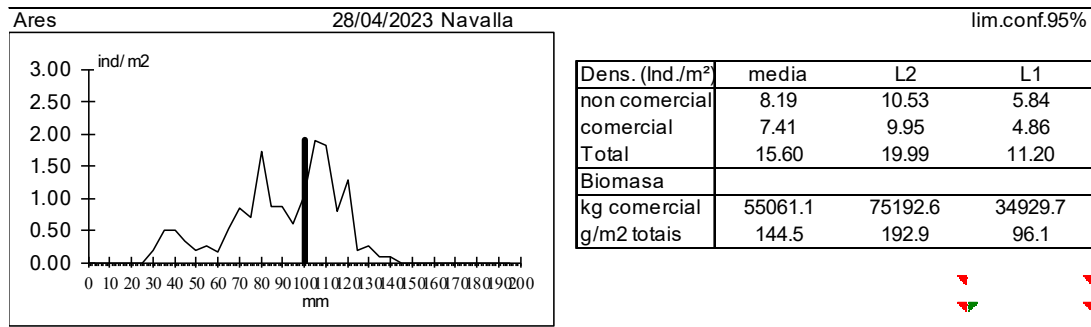 Ares 28/04/2023 Navalla lim.conf.95%
ind/m2
3.00
2.50
2.00
1.50
1.00
0.50
0.00
0 10 20 30 40 50 60 70 80 90 100 110 120 130 140 150 160 170 180 190 200
mm
Dens. (Ind./m²) media L2 L1
non comercial 8.19 10.53 5.84
comercial 7.41 9.95 4.86
Total 15.60 19.99 11.20
Biomasa
kg comercial 55061.1 75192.6 34929.7
g/m2 totais 144.5 192.9 96.1